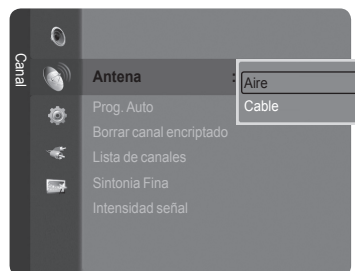 Canal
Antena :
Aire
Cable
Prog. Auto
Borrar canal encriptado
Lista de canales
Sintonia Fina
Intensidad señal